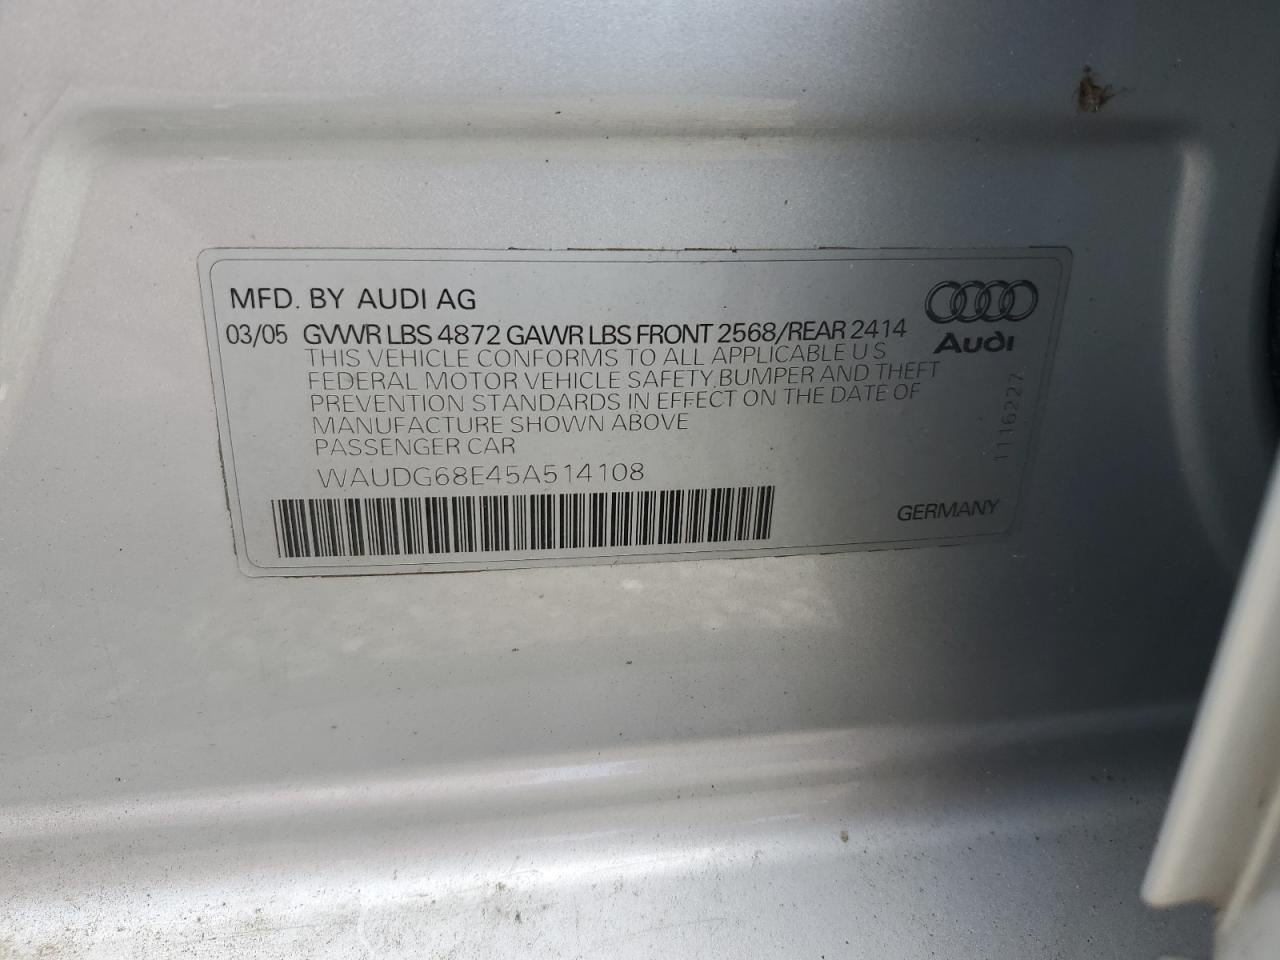 MFD. BY AUDI AG
03/05 GVWR LBS 4872 GAWR LBS FRONT 2568/REAR 2414
THIS VEHICLE CONFORMS TO ALL APPLICABLE U S
FEDERAL MOTOR VEHICLE SAFETY, BUMPER AND THEFT
PREVENTION STANDARDS IN EFFECT ON THE DATE OF
MANUFACTURE SHOWN ABOVE
PASSENGER CAR
WAUDG68E45A514108
Audi
1116227
GERMANY